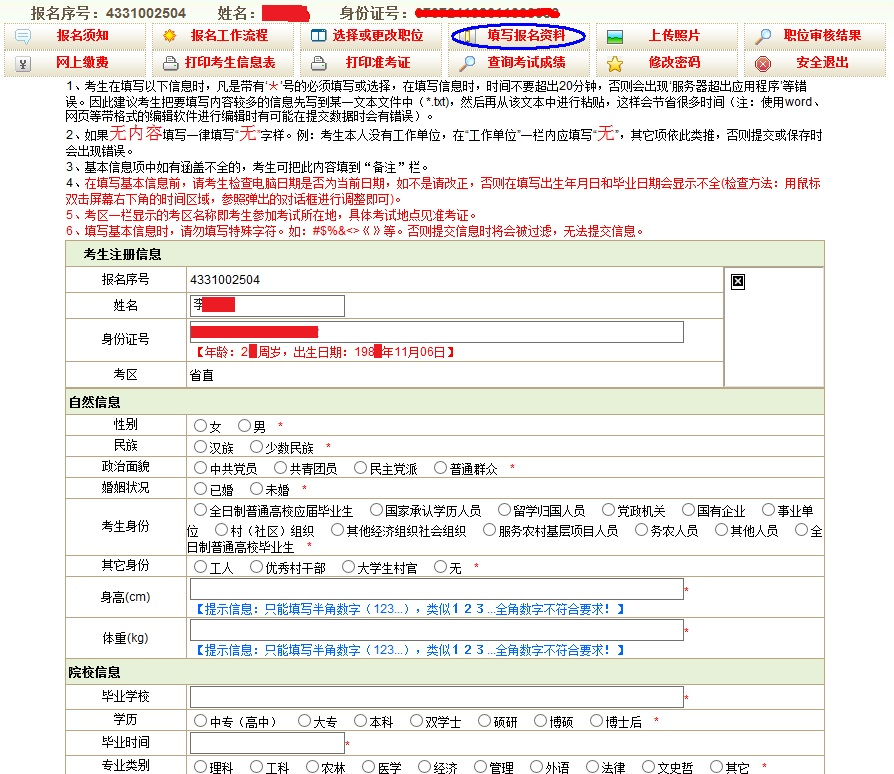 报名序号：4331002504 姓名： 身份证号：
报名须知 报名工作流程 选择或更改职位 填写报名资料 上传照片 职位审核结果
网上缴费 打印考生信息表 打印准考证 查询考试成绩 修改密码 安全退出
1、考生在填写以下信息时，凡是带有'＊'号的必须填写或选择，在填写信息时，时间不要超出20分钟，否则会出现'服务器超出应用程序'等错
误。因此建议考生把要填写内容较多的信息先写到某一文本文件中（*.txt)，然后再从该文本中进行粘贴，这样会节省很多时间（注：使用word、
网页等带格式的编辑软件进行编辑时有可能在提交数据时会有错误）。
2、如果无内容填写一律填写“无”字样。例：考生本人没有工作单位，在“工作单位”一栏内应填写“无”，其它项依此类推，否则提交或保存时
会出现错误。
3、基本信息项中如有涵盖不全的，考生可把此内容填到“备注”栏。
4、在填写基本信息前，请考生检查电脑日期是否为当前日期，如不是请改正，否则在填写出生年月日和毕业日期会显示不全(检查方法：用鼠标
双击屏幕右下角的时间区域，参照弹出的对话框进行调整即可)。
5、考区一栏显示的考区名称即考生参加考试所在地，具体考试地点见准考证。
6、填写基本信息时，请勿填写特殊字符。如：#$%&<>《》等。否则提交信息时将会被过滤，无法提交信息。
考生注册信息
报名序号 4331002504
姓名 李
身份证号
【年龄：2 周岁，出生日期：198 年11月06日】
考区 省直
自然信息
性别 女 男 *
民族 汉族 少数民族 *
政治面貌 中共党员 共青团员 民主党派 普通群众 *
婚姻状况 已婚 未婚 *
考生身份 全日制普通高校应届毕业生 国家承认学历人员 留学归国人员 党政机关 国有企业 事业单
位 村（社区）组织 其他经济组织社会组织 服务农村基层项目人员 务农人员 其他人员 全
日制普通高校毕业生 *
其它身份 工人 优秀村干部 大学生村官 无 *
身高(cm) *
【提示信息：只能填写半角数字（123...），类似１２３...全角数字不符合要求！】
体重(kg) *
【提示信息：只能填写半角数字（123...），类似１２３...全角数字不符合要求！】
院校信息
毕业学校 *
学历 中专（高中） 大专 本科 双学士 硕研 博硕 博士后 *
毕业时间 *
专业类别 理科 工科 农林 医学 经济 管理 外语 法律 文史哲 其它 *